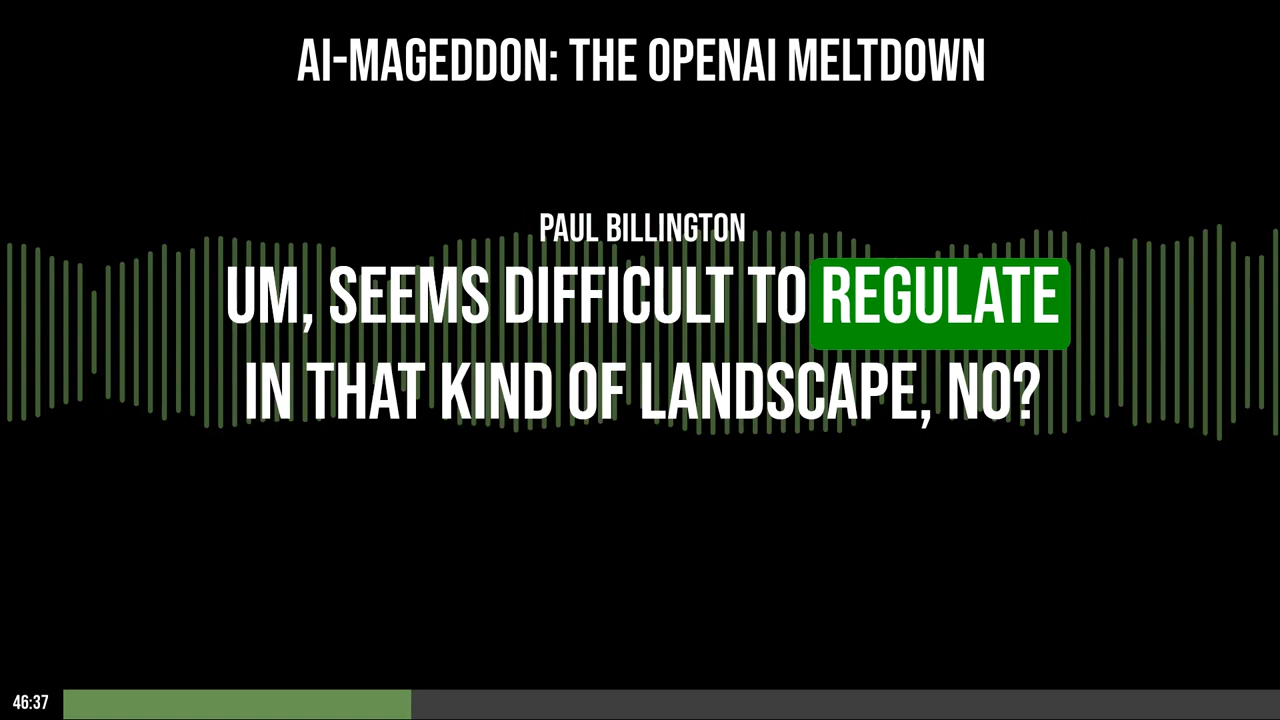 AI-MAGEDDON: THE OPENAI MELTDOWN
PAUL BILLINGTON
UM, SEEMS DIFFICULT TO REGULATE
IN THAT KIND OF LANDSCAPE, NO?
46:37